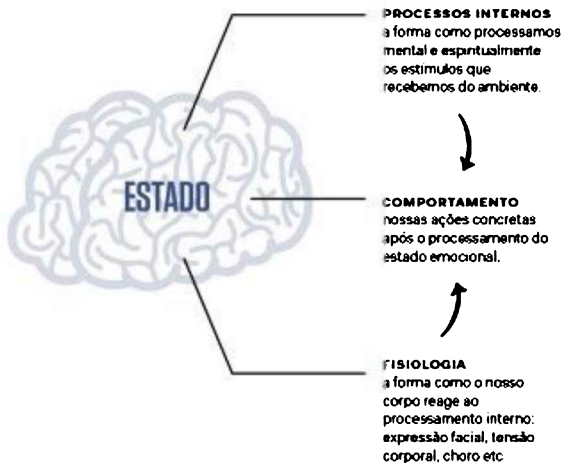 PROCESSOS INTERNOS
a forma como processamos
mental e espiritualmente
os estímulos que
recebemos do ambiente.
ESTADO
COMPORTAMENTO
nossas ações concretas
após o processamento do
estado emocional.
FISIOLOGIA
a forma como o nosso
corpo reage ao
processamento interno:
expressão facial, tensão
corporal, choro etc